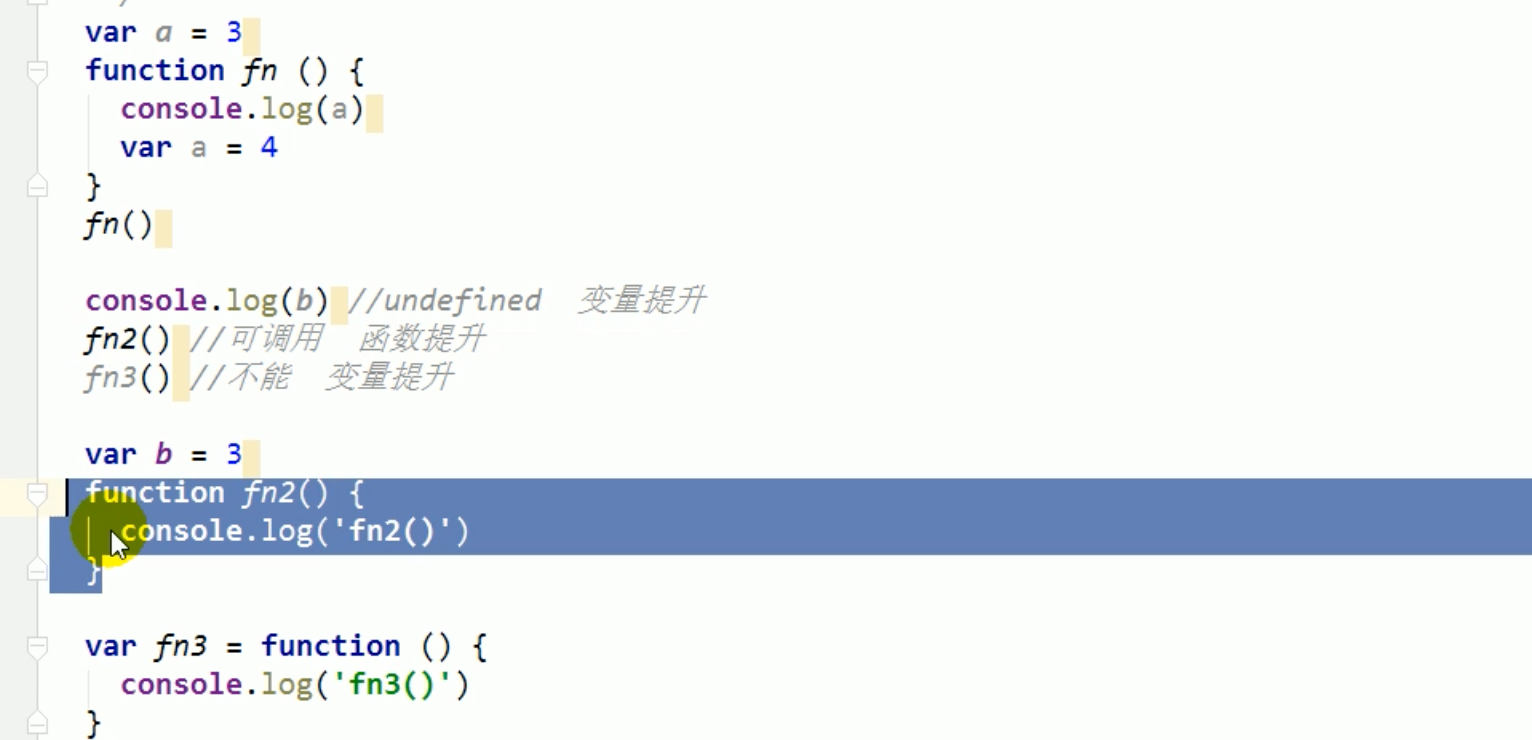 var a = 3
function fn () {
  console.log(a)
  var a = 4
}
fn()

console.log(b) //undefined  变量提升
fn2() //可调用  函数提升
fn3() //不能  变量提升

var b = 3
function fn2() {
  console.log('fn2()')
}

var fn3 = function () {
  console.log('fn3()')
}